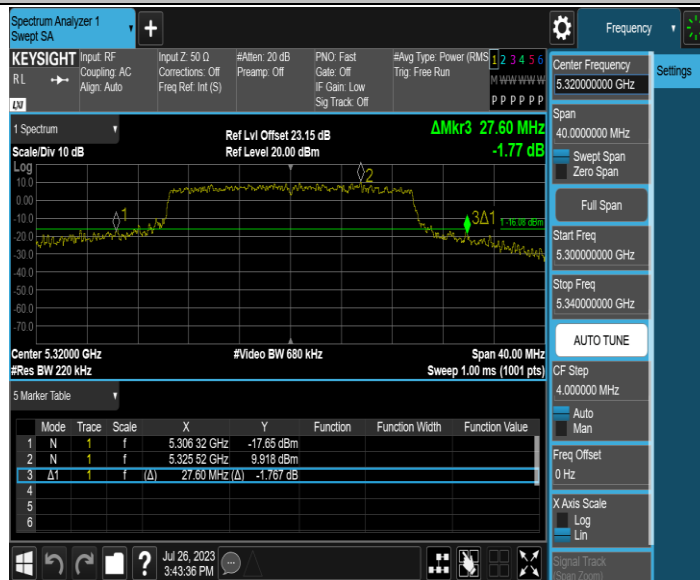 Spectrum Analyzer 1
Swept SA
Frequency
KEYSIGHT
R L
LXI
Input: RF
Coupling: AC
Align: Auto
Input Z: 50 Ω
Corrections: Off
Freq Ref: Int (S)
#Atten: 20 dB
Preamp: Off
PNO: Fast
Gate: Off
IF Gain: Low
Sig Track: Off
#Avg Type: Power (RMS
Trig: Free Run
1 2 3 4 5 6
M W W W W W
P P P P P P
Settings
Center Frequency
5.320000000 GHz
Span
40.0000000 MHz
Swept Span
Zero Span
Full Span
Start Freq
5.300000000 GHz
Stop Freq
5.340000000 GHz
AUTO TUNE
CF Step
4.000000 MHz
Auto
Man
Freq Offset
0 Hz
X Axis Scale
Log
Lin
Signal Track
(Span Zoom)
1 Spectrum
Scale/Div 10 dB
Ref Lvl Offset 23.15 dB
Ref Level 20.00 dBm
ΔMkr3 27.60 MHz
-1.77 dB
Log
10.0
0.00
-10.0
-20.0
-30.0
-40.0
-50.0
-60.0
-70.0
1
2
3Δ1
1 -16.08 dBm
Center 5.32000 GHz
#Res BW 220 kHz
#Video BW 680 kHz
Span 40.00 MHz
Sweep 1.00 ms (1001 pts)
5 Marker Table
Mode Trace Scale X Y Function Function Width Function Value
1 N 1 f 5.306 32 GHz -17.65 dBm
2 N 1 f 5.325 52 GHz 9.918 dBm
3 Δ1 1 f (Δ) 27.60 MHz (Δ) -1.767 dB
4
5
6
Jul 26, 2023
3:43:36 PM